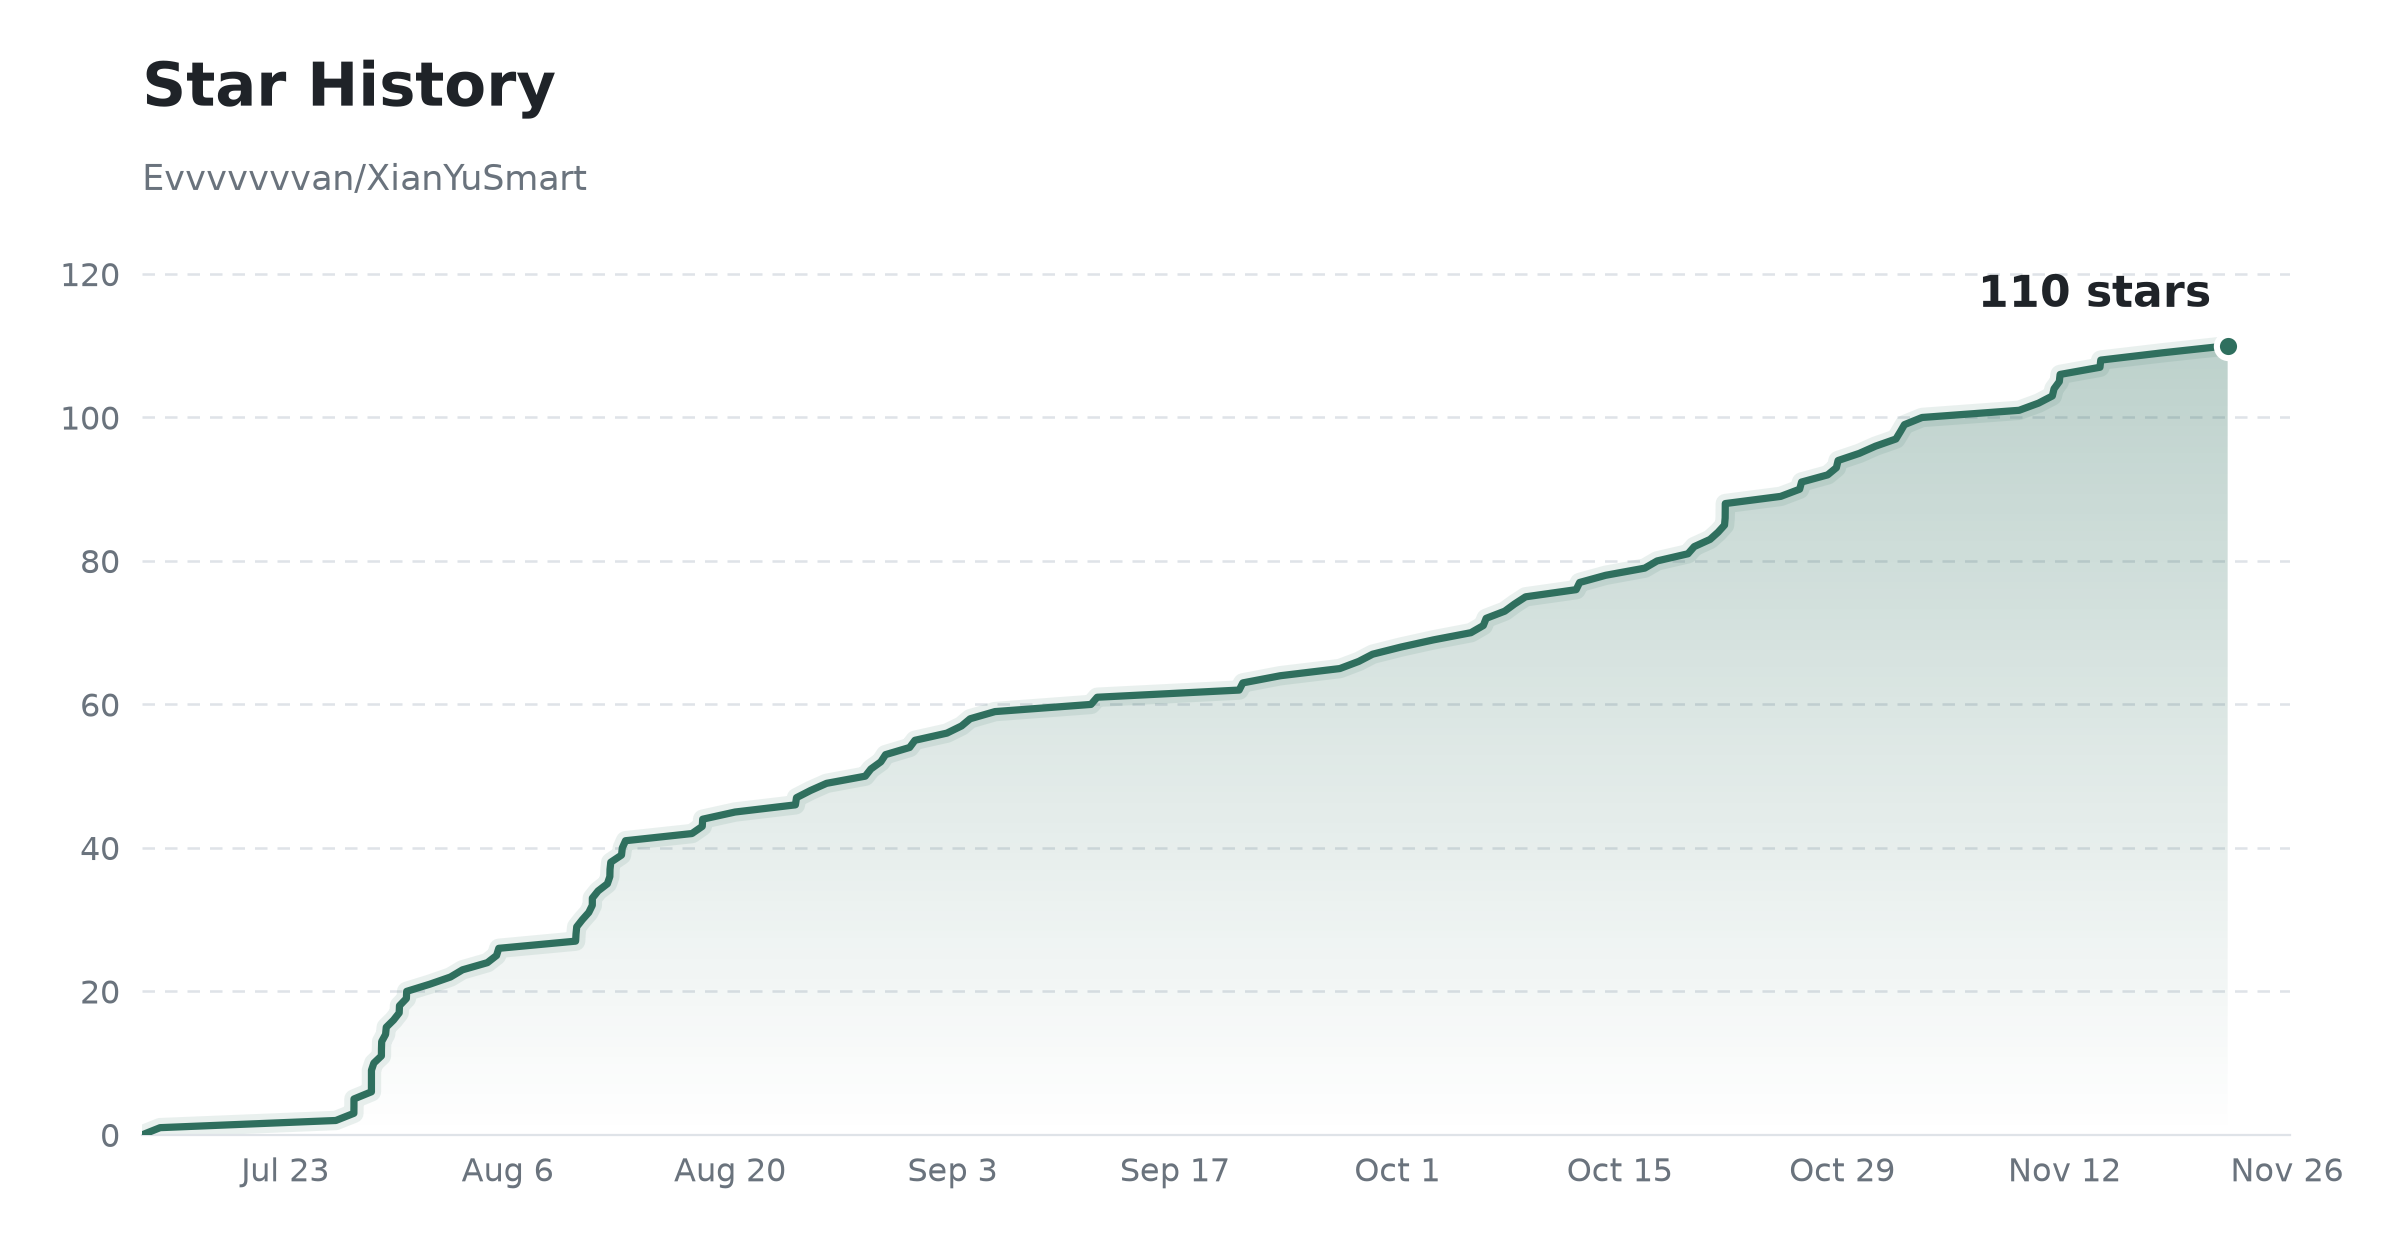 Star History
Evvvvvvvan/XianYuSmart
120
110 stars
100
80
60
40
20
0
Jul 23
Aug 6
Aug 20
Sep 3
Sep 17
Oct 1
Oct 15
Oct 29
Nov 12
Nov 26